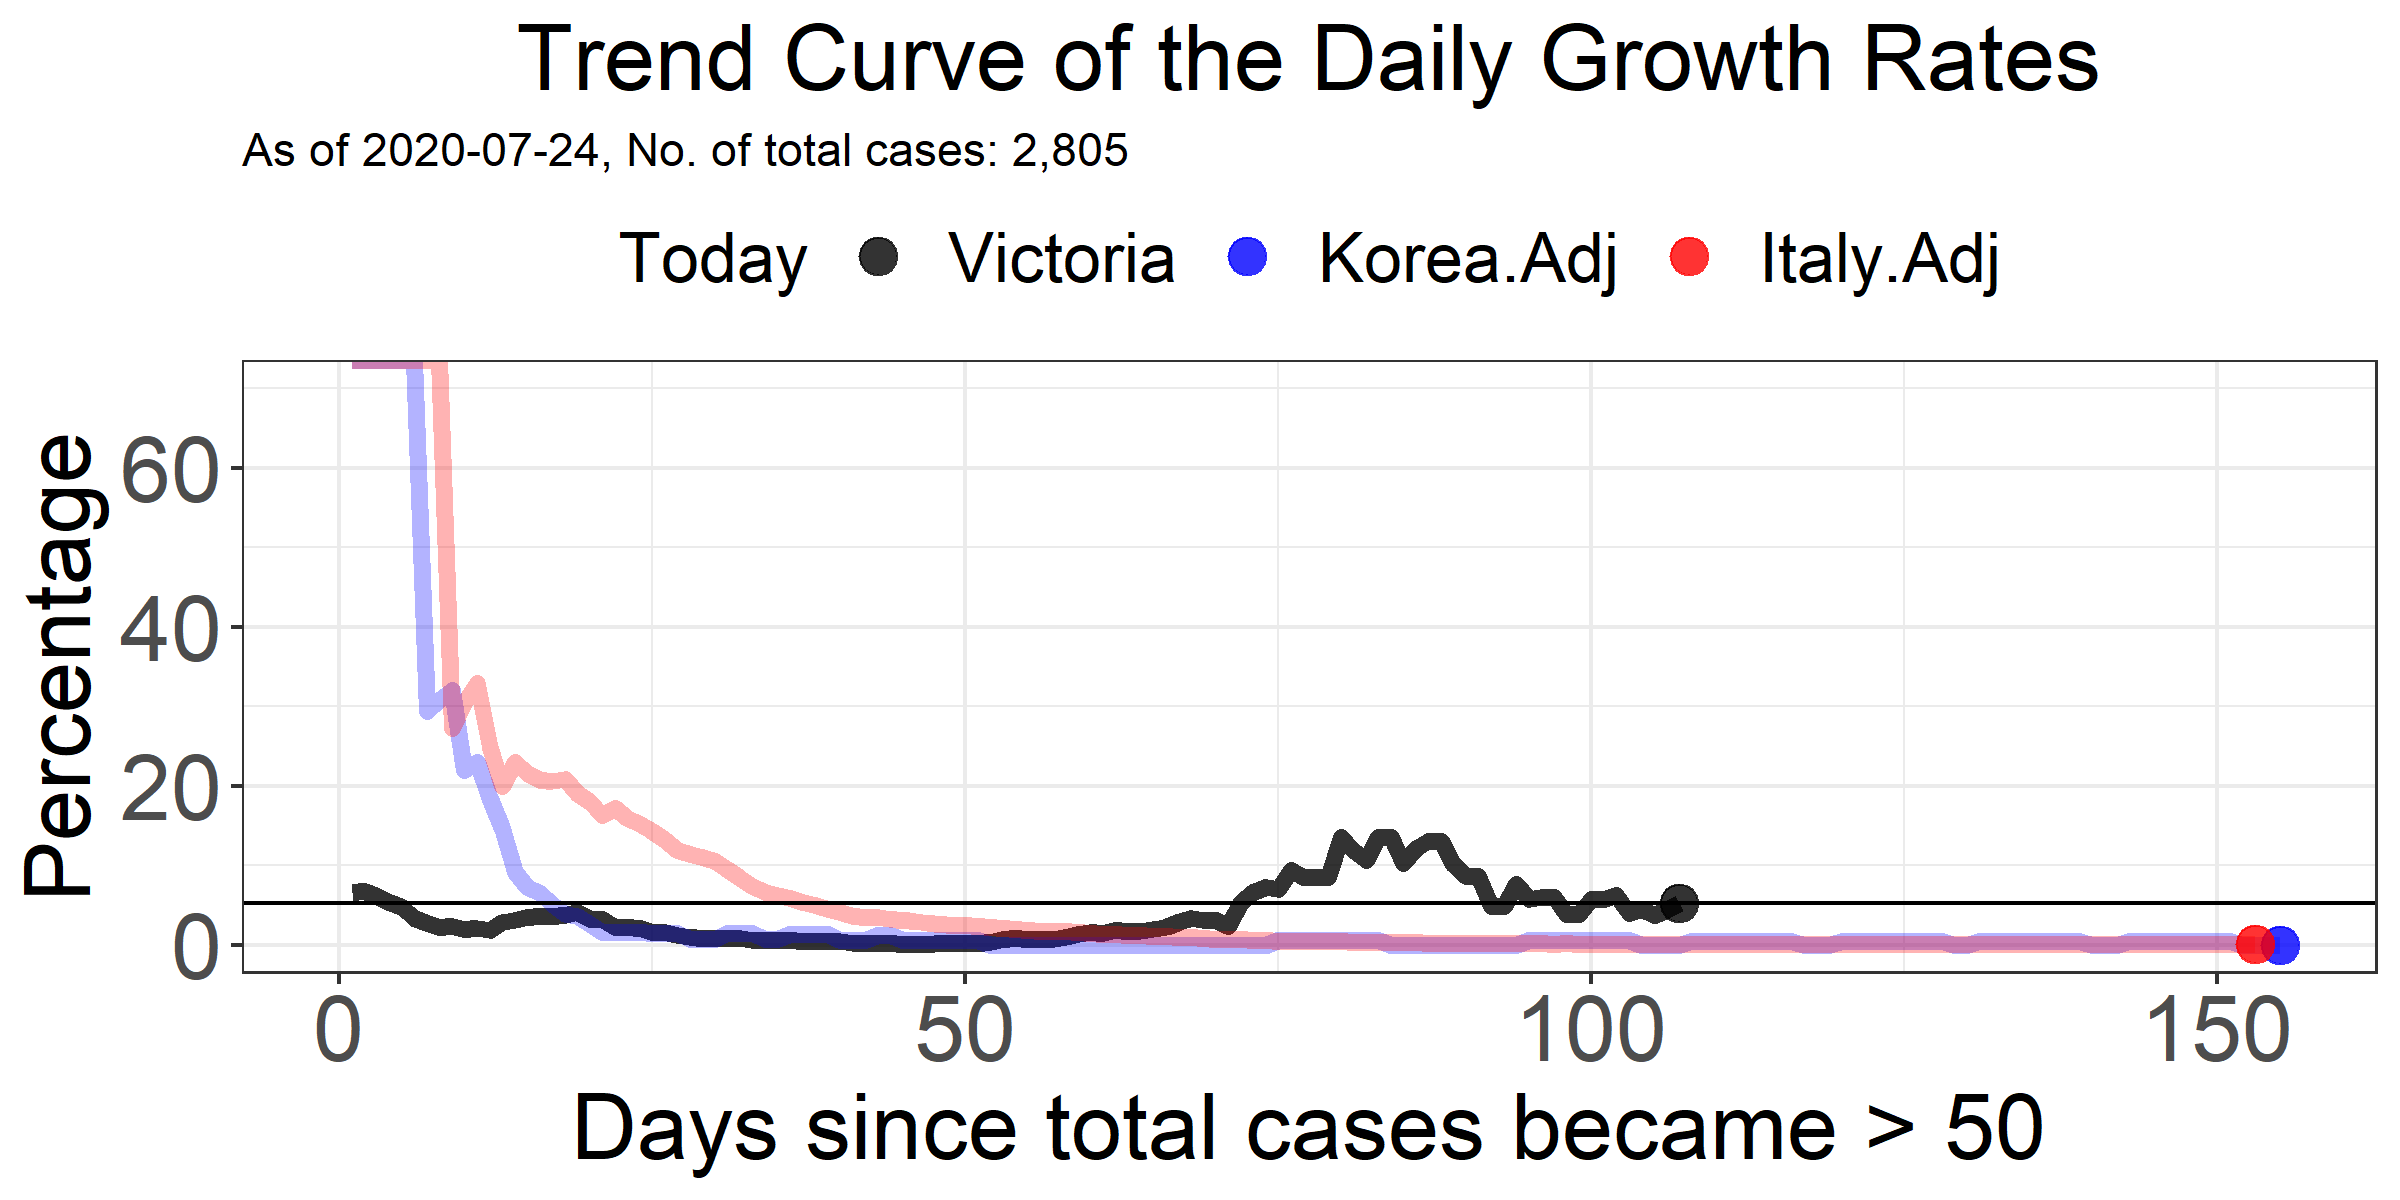 Trend Curve of the Daily Growth Rates
As of 2020-07-24, No. of total cases: 2,805
Today Victoria Korea.Adj Italy.Adj
Percentage
60
40
20
0
0 50 100 150
Days since total cases became > 50